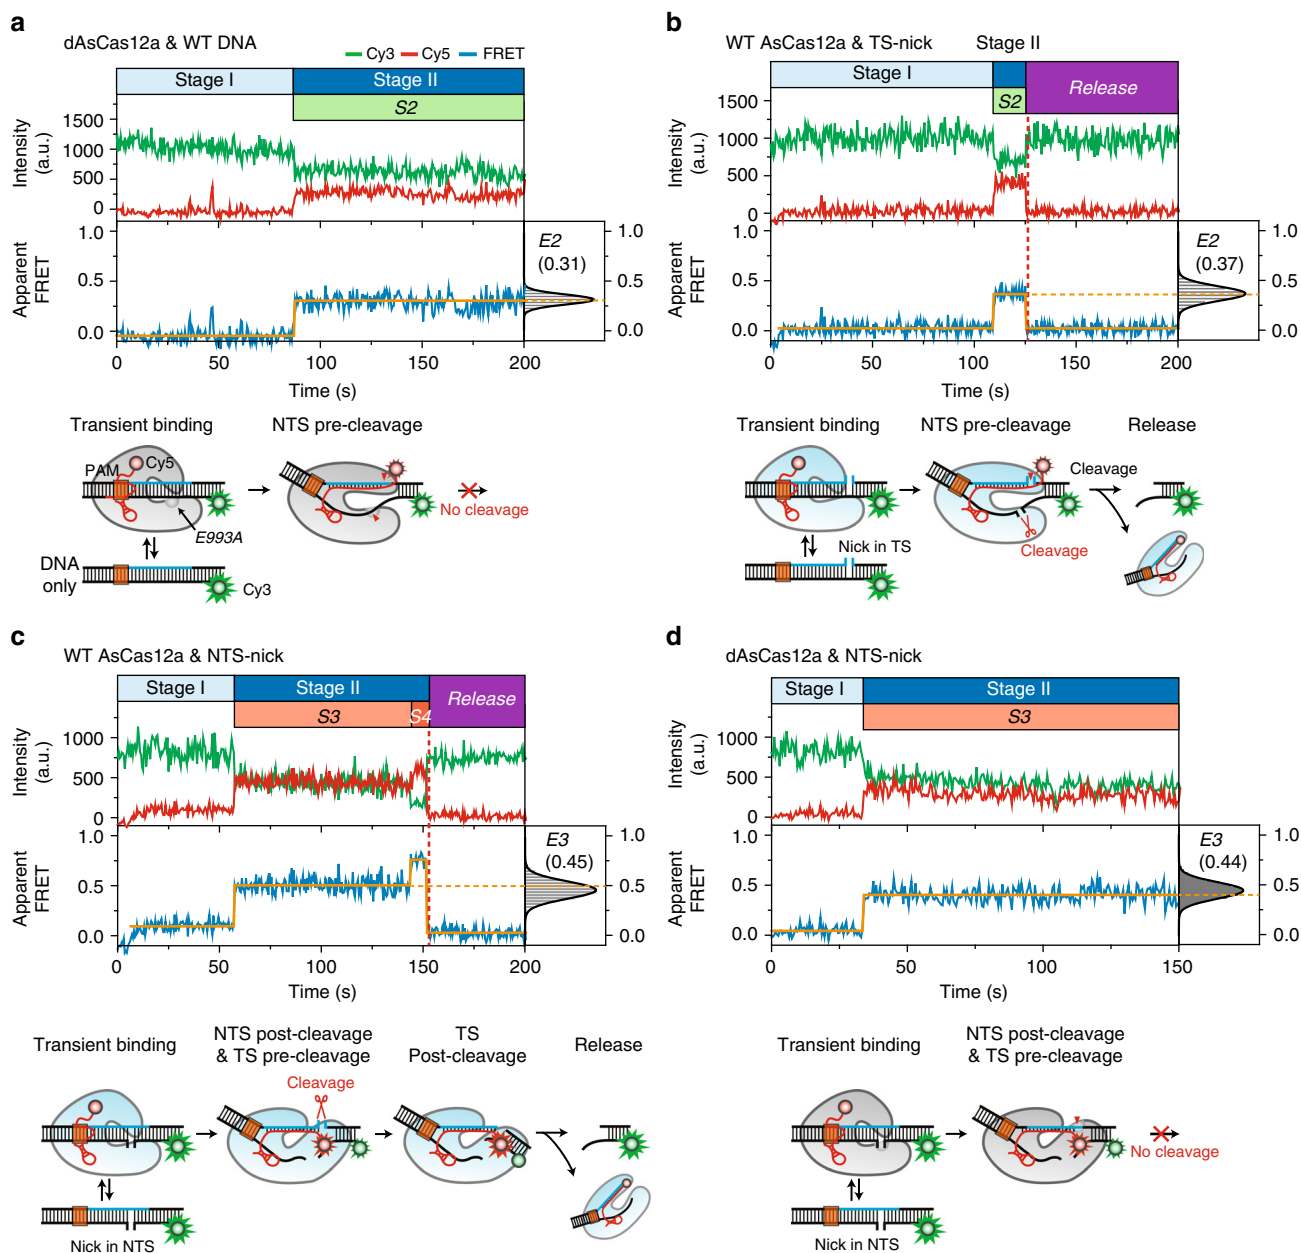 a
dAsCas12a & WT DNA
Cy3 Cy5 FRET
Stage I Stage II
S2
Intensity (a.u.)
1500
1000
500
0
Apparent FRET
1.0
0.5
0.0
E2
(0.31)
1.0
0.5
0.0
0 50 100 150 200
Time (s)
Transient binding NTS pre-cleavage
PAM Cy5
No cleavage
E993A
DNA only
Cy3
b
WT AsCas12a & TS-nick Stage II
Stage I
S2
Release
Intensity (a.u.)
1500
1000
500
0
Apparent FRET
1.0
0.5
0.0
E2
(0.37)
1.0
0.5
0.0
0 50 100 150 200
Time (s)
Transient binding NTS pre-cleavage Release
Cleavage
Cleavage
Nick in TS
c
WT AsCas12a & NTS-nick
Stage I Stage II Release
S3 S4
Intensity (a.u.)
1000
500
0
Apparent FRET
1.0
0.5
0.0
E3
(0.45)
1.0
0.5
0.0
0 50 100 150 200
Time (s)
Transient binding
NTS post-cleavage
& TS pre-cleavage
TS
Post-cleavage
Release
Cleavage
Nick in NTS
d
dAsCas12a & NTS-nick
Stage I Stage II
S3
Intensity (a.u.)
1000
500
0
Apparent FRET
1.0
0.5
0.0
E3
(0.44)
1.0
0.5
0.0
0 50 100 150
Time (s)
Transient binding
NTS post-cleavage
& TS pre-cleavage
No cleavage
Nick in NTS